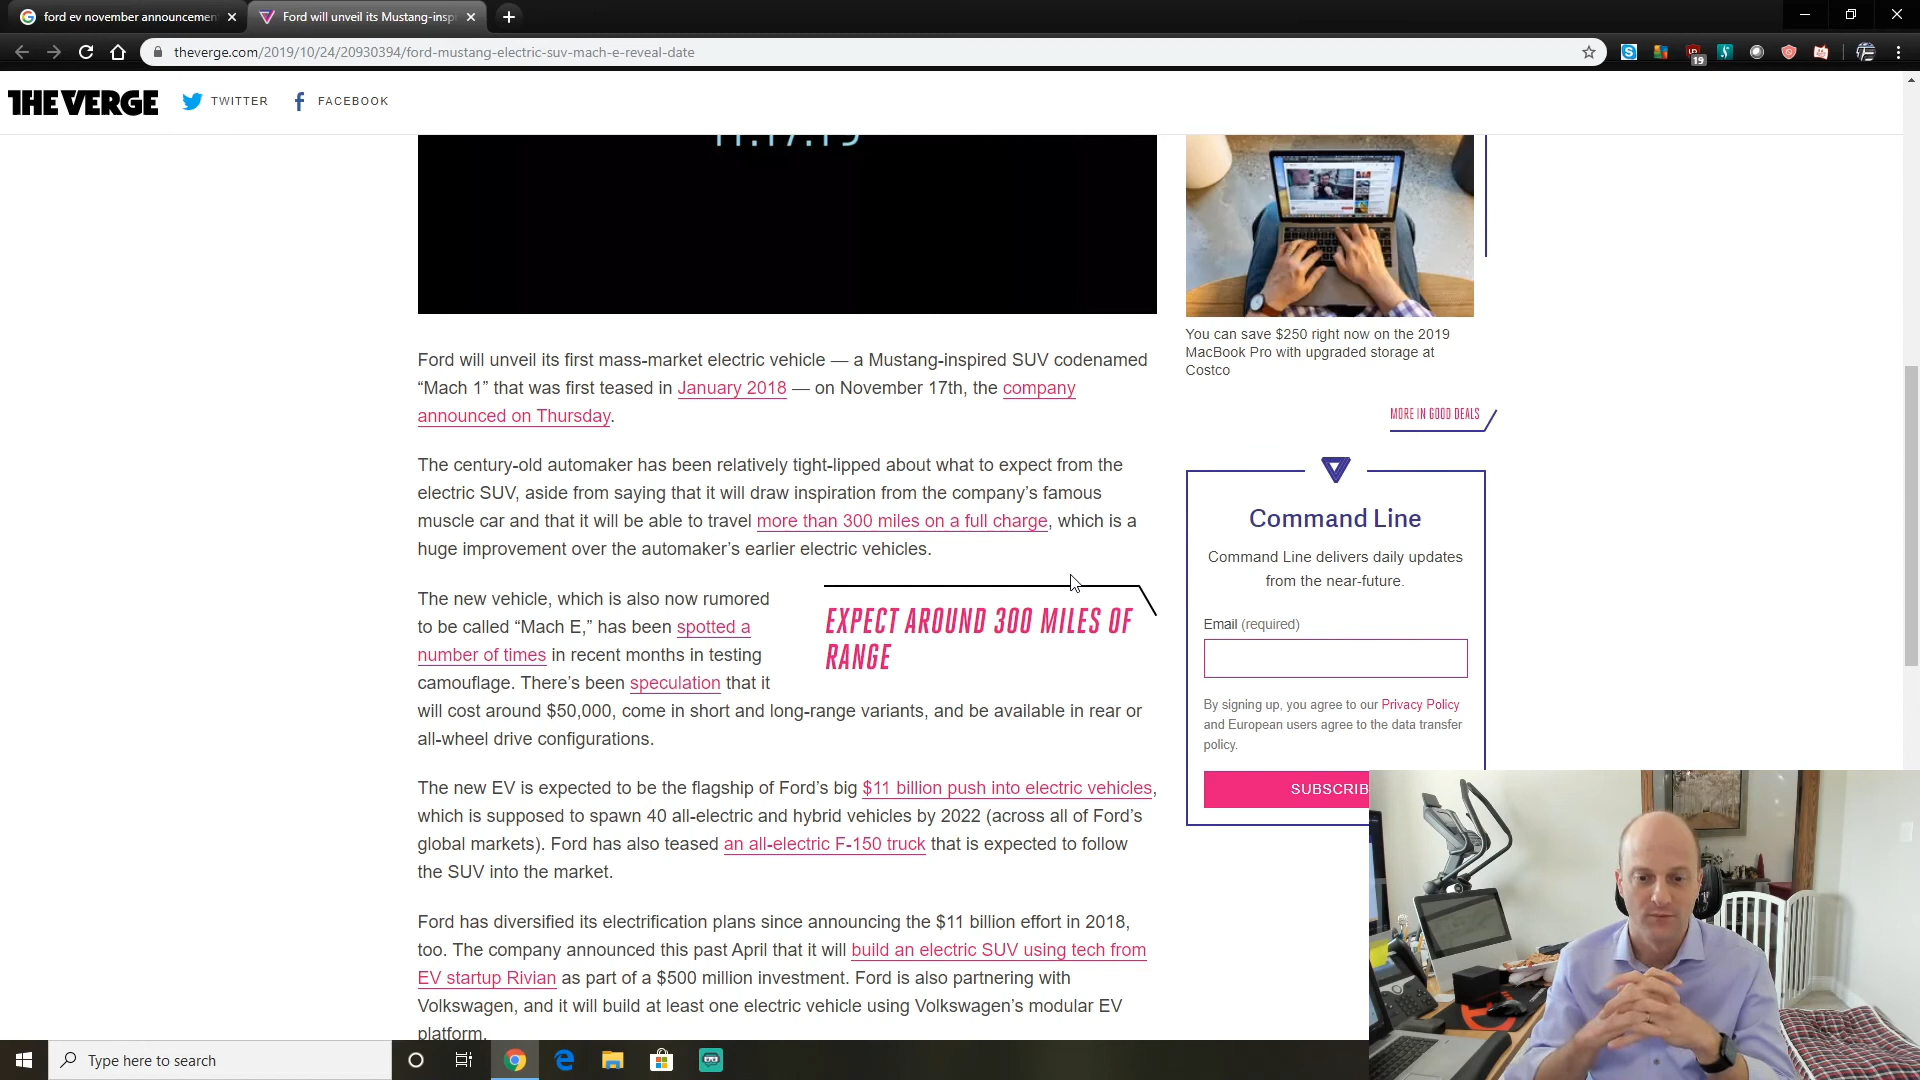 ford ev november announcemen
Ford will unveil its Mustang-insp
theverge.com/2019/10/24/20930394/ford-mustang-electric-suv-mach-e-reveal-date
19
THE VERGE
TWITTER
FACEBOOK
11.17.19
Ford will unveil its first mass-market electric vehicle — a Mustang-inspired SUV codenamed
“Mach 1” that was first teased in January 2018 — on November 17th, the company
announced on Thursday.
The century-old automaker has been relatively tight-lipped about what to expect from the
electric SUV, aside from saying that it will draw inspiration from the company’s famous
muscle car and that it will be able to travel more than 300 miles on a full charge, which is a
huge improvement over the automaker’s earlier electric vehicles.
The new vehicle, which is also now rumored
to be called “Mach E,” has been spotted a
number of times in recent months in testing
camouflage. There’s been speculation that it
will cost around $50,000, come in short and long-range variants, and be available in rear or
all-wheel drive configurations.
EXPECT AROUND 300 MILES OF
RANGE
The new EV is expected to be the flagship of Ford’s big $11 billion push into electric vehicles,
which is supposed to spawn 40 all-electric and hybrid vehicles by 2022 (across all of Ford’s
global markets). Ford has also teased an all-electric F-150 truck that is expected to follow
the SUV into the market.
Ford has diversified its electrification plans since announcing the $11 billion effort in 2018,
too. The company announced this past April that it will build an electric SUV using tech from
EV startup Rivian as part of a $500 million investment. Ford is also partnering with
Volkswagen, and it will build at least one electric vehicle using Volkswagen’s modular EV
platform.
You can save $250 right now on the 2019
MacBook Pro with upgraded storage at
Costco
MORE IN GOOD DEALS
Command Line
Command Line delivers daily updates
from the near-future.
Email (required)
By signing up, you agree to our Privacy Policy
and European users agree to the data transfer
policy.
SUBSCRIB
Type here to search